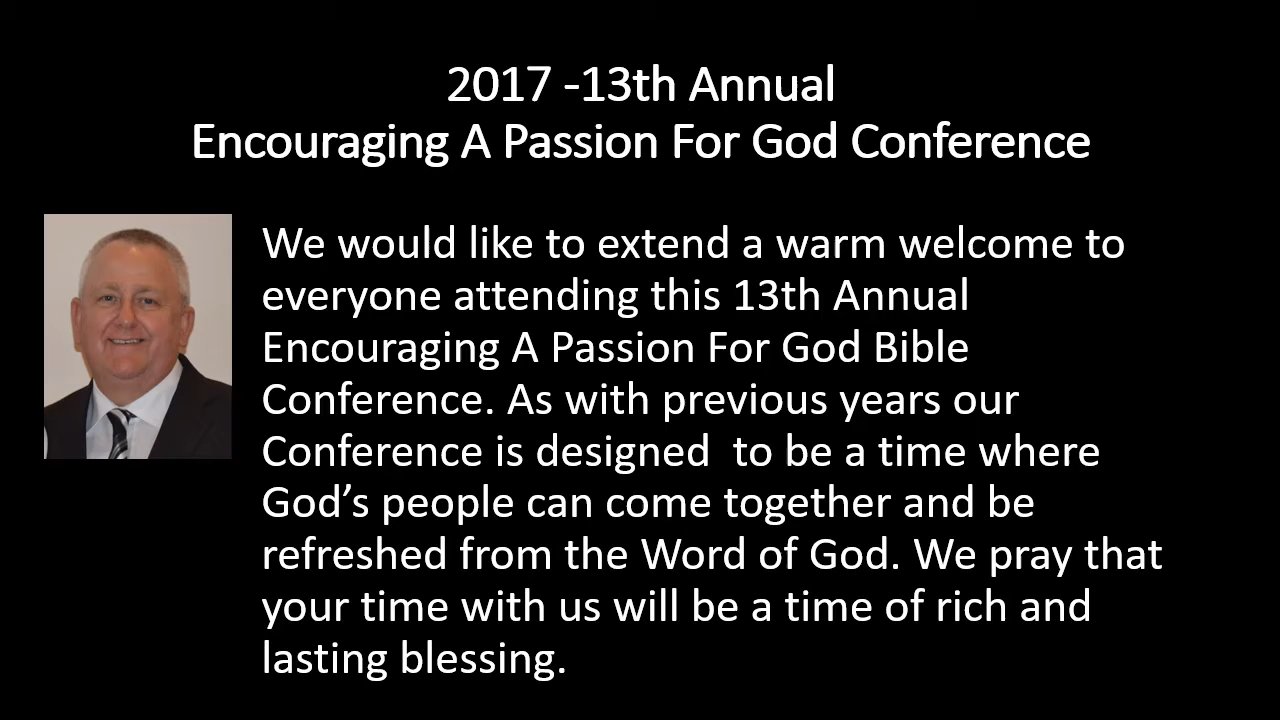 2017 -13th Annual
Encouraging A Passion For God Conference
We would like to extend a warm welcome to
everyone attending this 13th Annual
Encouraging A Passion For God Bible
Conference. As with previous years our
Conference is designed  to be a time where
God’s people can come together and be
refreshed from the Word of God. We pray that
your time with us will be a time of rich and
lasting blessing.